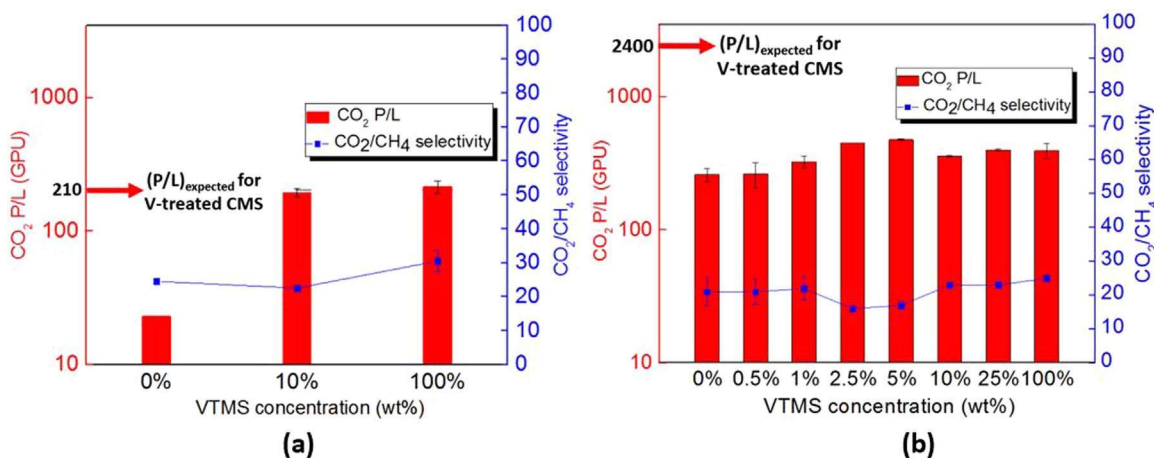 100
90
80
70
60
50
40
30
20
10
0
1000
100
10
CO2 P/L (GPU)
CO2/CH4 selectivity
CO2 P/L
CO2/CH4 selectivity
210
(P/L)expected for
V-treated CMS
0%
10%
100%
VTMS concentration (wt%)
(a)
100
90
80
70
60
50
40
30
20
10
0
2400
1000
100
10
CO2 P/L (GPU)
CO2/CH4 selectivity
(P/L)expected for
V-treated CMS
CO2 P/L
CO2/CH4 selectivity
0% 0.5% 1% 2.5% 5% 10% 25% 100%
VTMS concentration (wt%)
(b)